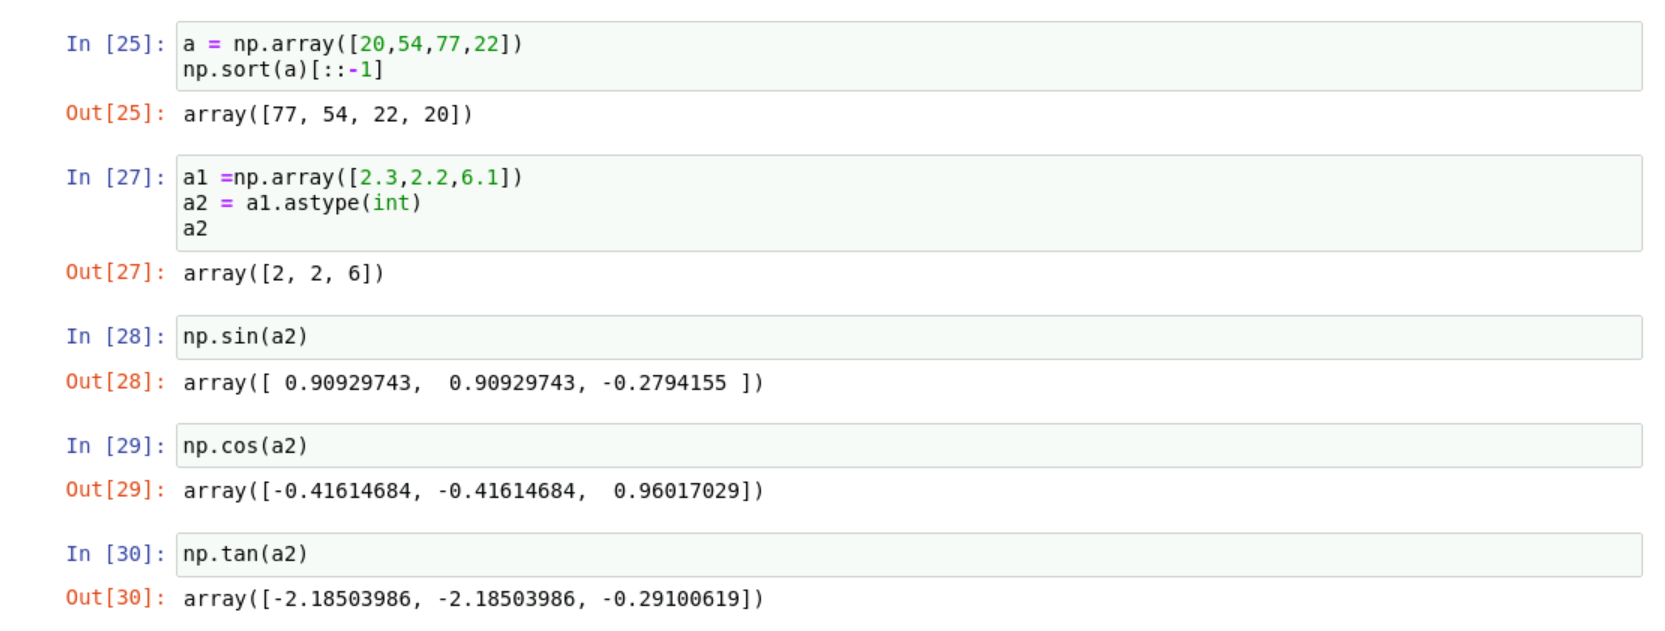 In [25]: a = np.array([20,54,77,22])
np.sort(a)[::-1]
Out[25]: array([77, 54, 22, 20])
In [27]: a1 =np.array([2.3,2.2,6.1])
a2 = a1.astype(int)
a2
Out[27]: array([2, 2, 6])
In [28]: np.sin(a2)
Out[28]: array([ 0.90929743,  0.90929743, -0.2794155 ])
In [29]: np.cos(a2)
Out[29]: array([-0.41614684, -0.41614684,  0.96017029])
In [30]: np.tan(a2)
Out[30]: array([-2.18503986, -2.18503986, -0.29100619])